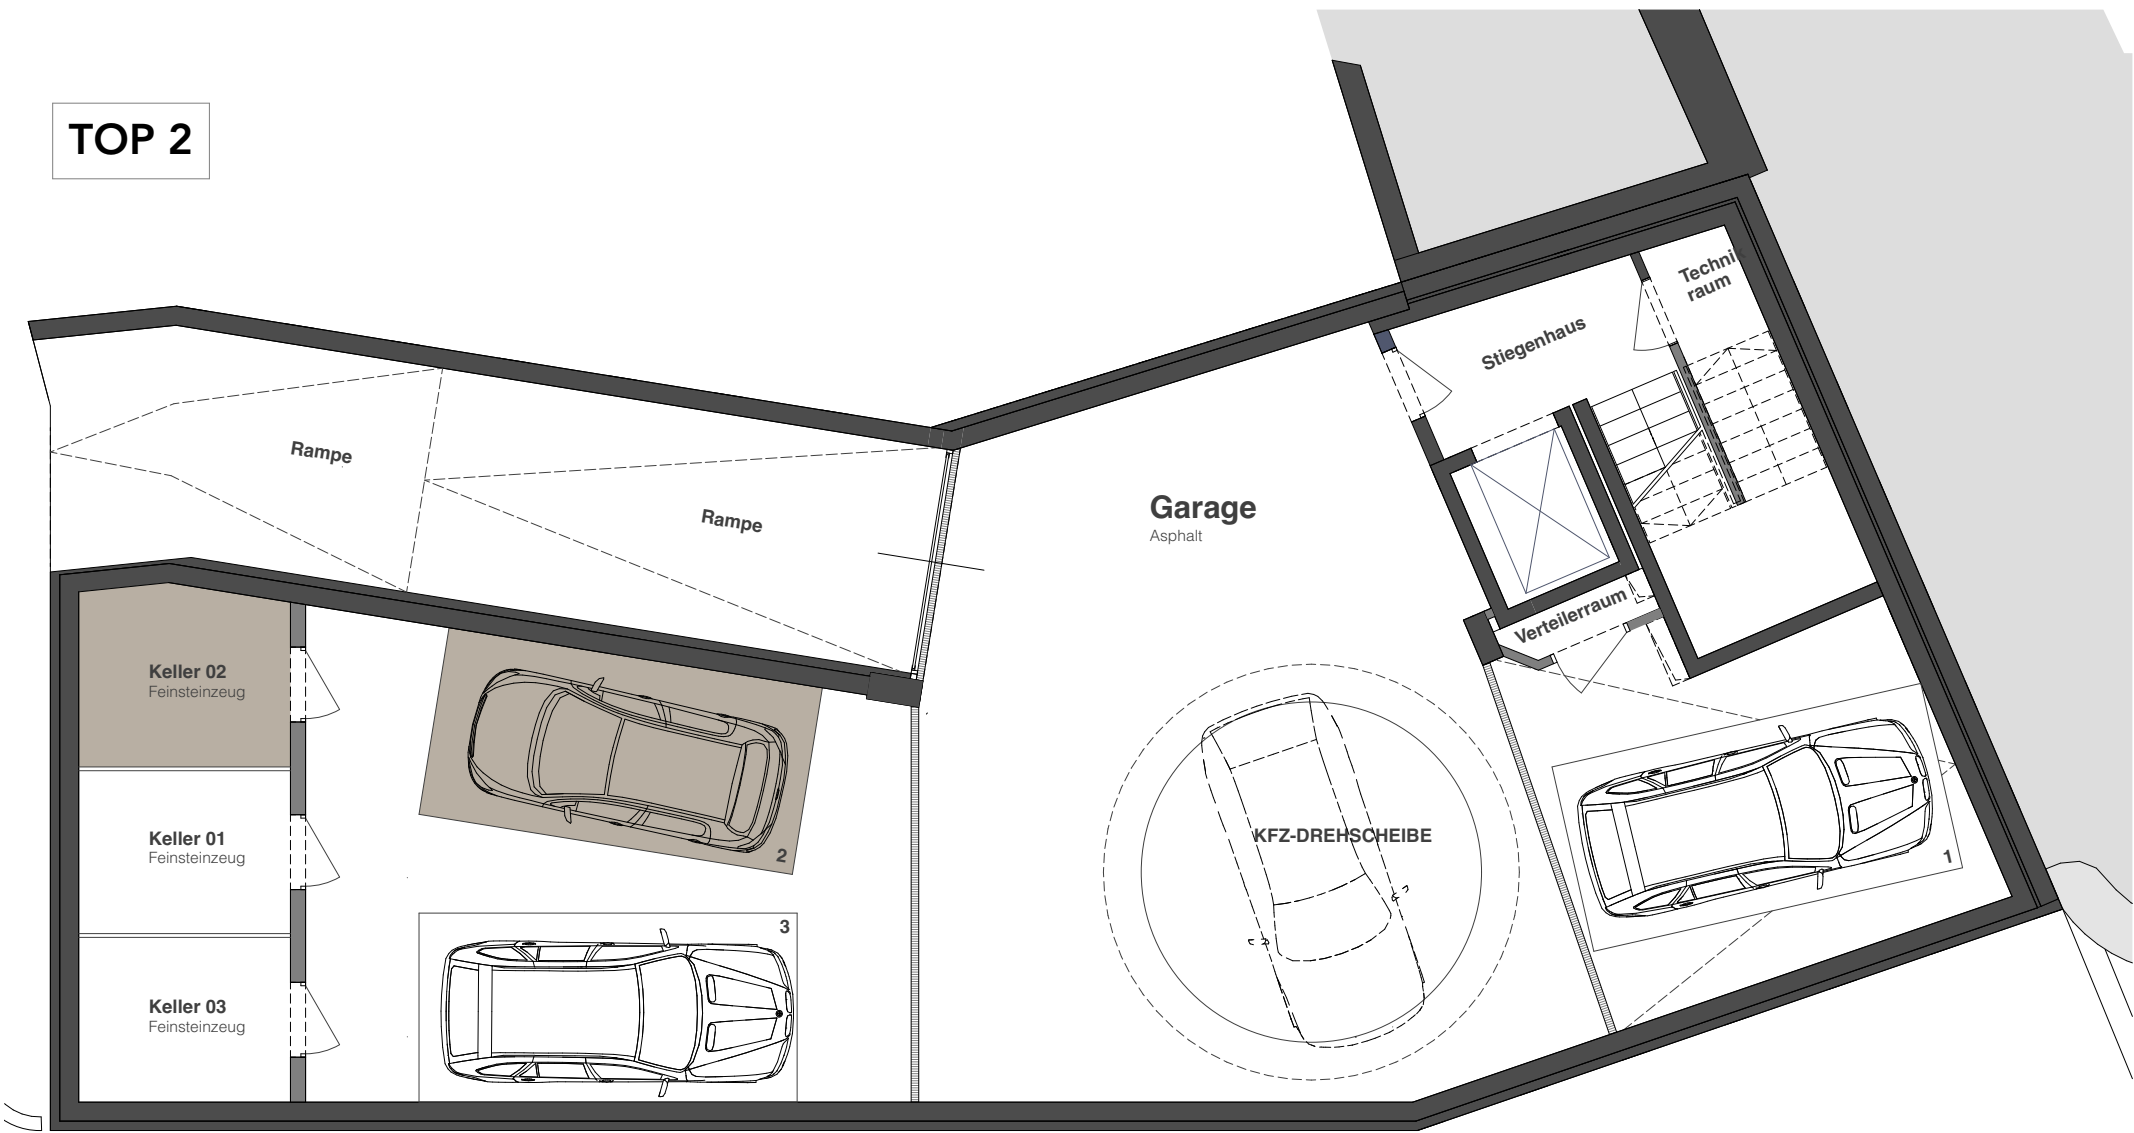 TOP 2
Technik
raum
Stiegenhaus
Rampe
Rampe
Garage
Asphalt
Verteilerraum
Keller 02
Feinsteinzeug
2
Keller 01
Feinsteinzeug
KFZ-DREHSCHEIBE
1
3
Keller 03
Feinsteinzeug